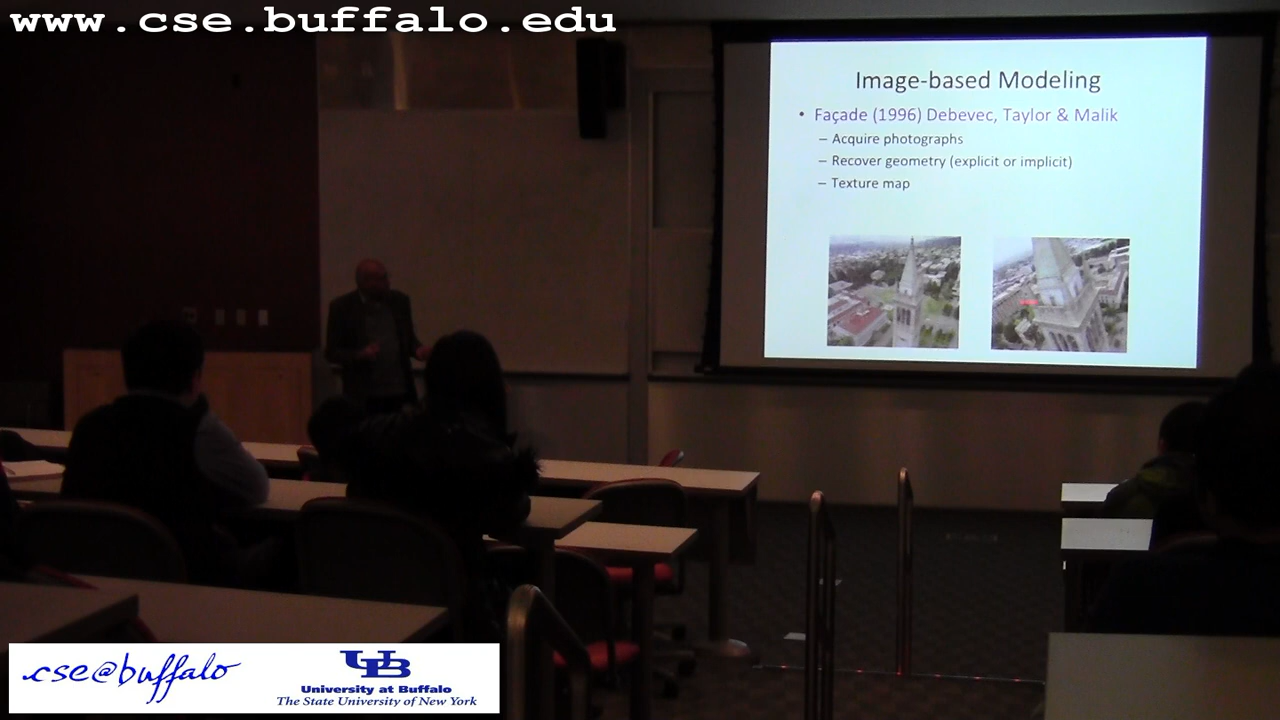 www.cse.buffalo.edu
Image-based Modeling
• Façade (1996) Debevec, Taylor & Malik
– Acquire photographs
– Recover geometry (explicit or implicit)
– Texture map
cse@buffalo
UB
University at Buffalo
The State University of New York